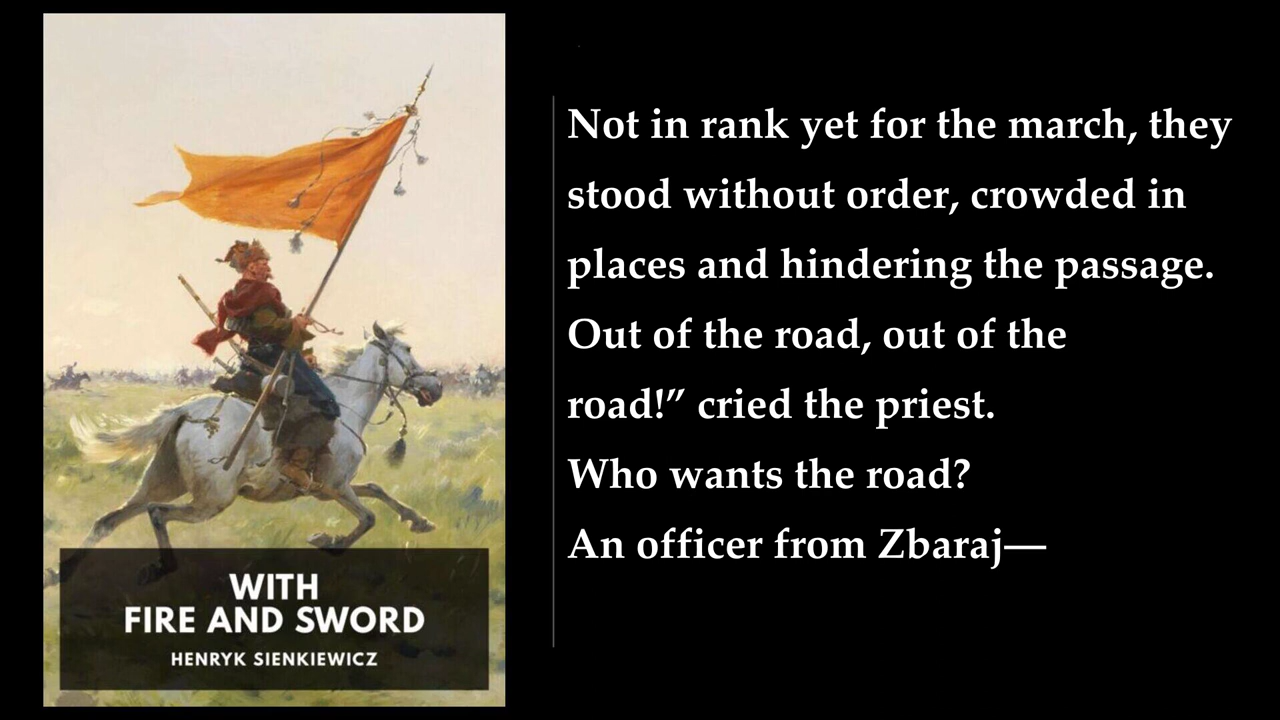 WITH
FIRE AND SWORD
HENRYK SIENKIEWICZ
Not in rank yet for the march, they
stood without order, crowded in
places and hindering the passage.
Out of the road, out of the
road!” cried the priest.
Who wants the road?
An officer from Zbaraj—